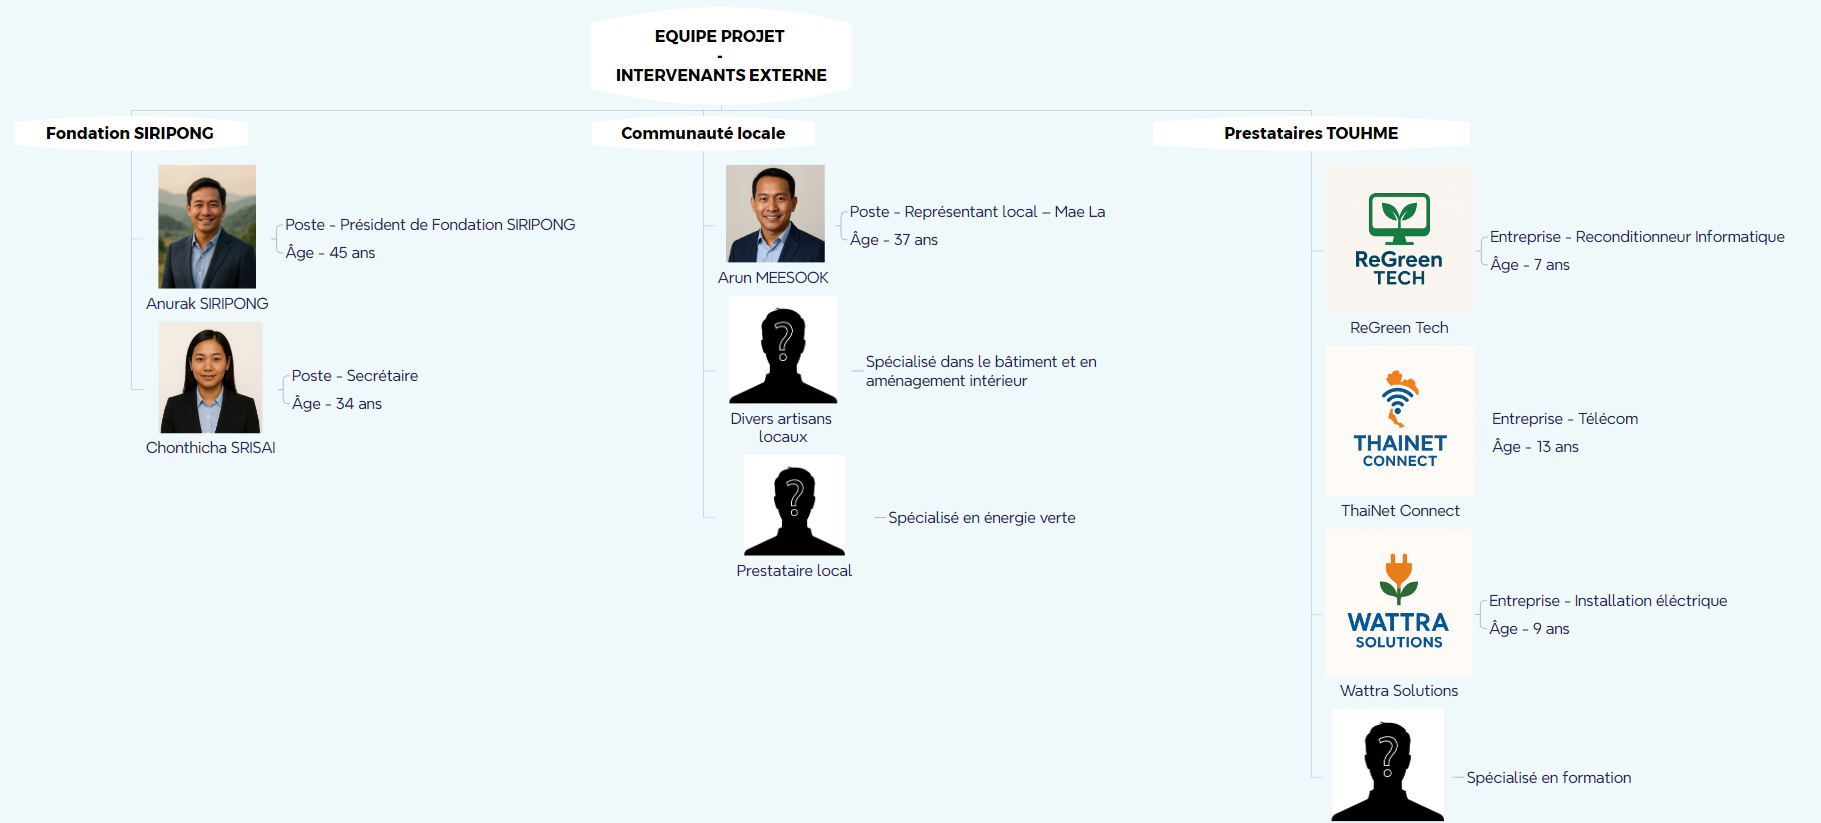 EQUIPE PROJET
-
INTERVENANTS EXTERNE
Fondation SIRIPONG
Poste - Président de Fondation SIRIPONG
Âge - 45 ans
Anurak SIRIPONG
Poste - Secrétaire
Âge - 34 ans
Chonthicha SRISAI
Communauté locale
Poste - Représentant local – Mae La
Âge - 37 ans
Arun MEESOOK
?
Spécialisé dans le bâtiment et en
aménagement intérieur
Divers artisans
locaux
?
Spécialisé en énergie verte
Prestataire local
Prestataires TOUHME
ReGreen
TECH
Entreprise - Reconditionneur Informatique
Âge - 7 ans
ReGreen Tech
THAINET
CONNECT
Entreprise - Télécom
Âge - 13 ans
ThaiNet Connect
WATTRA
SOLUTIONS
Entreprise - Installation éléctrique
Âge - 9 ans
Wattra Solutions
?
Spécialisé en formation